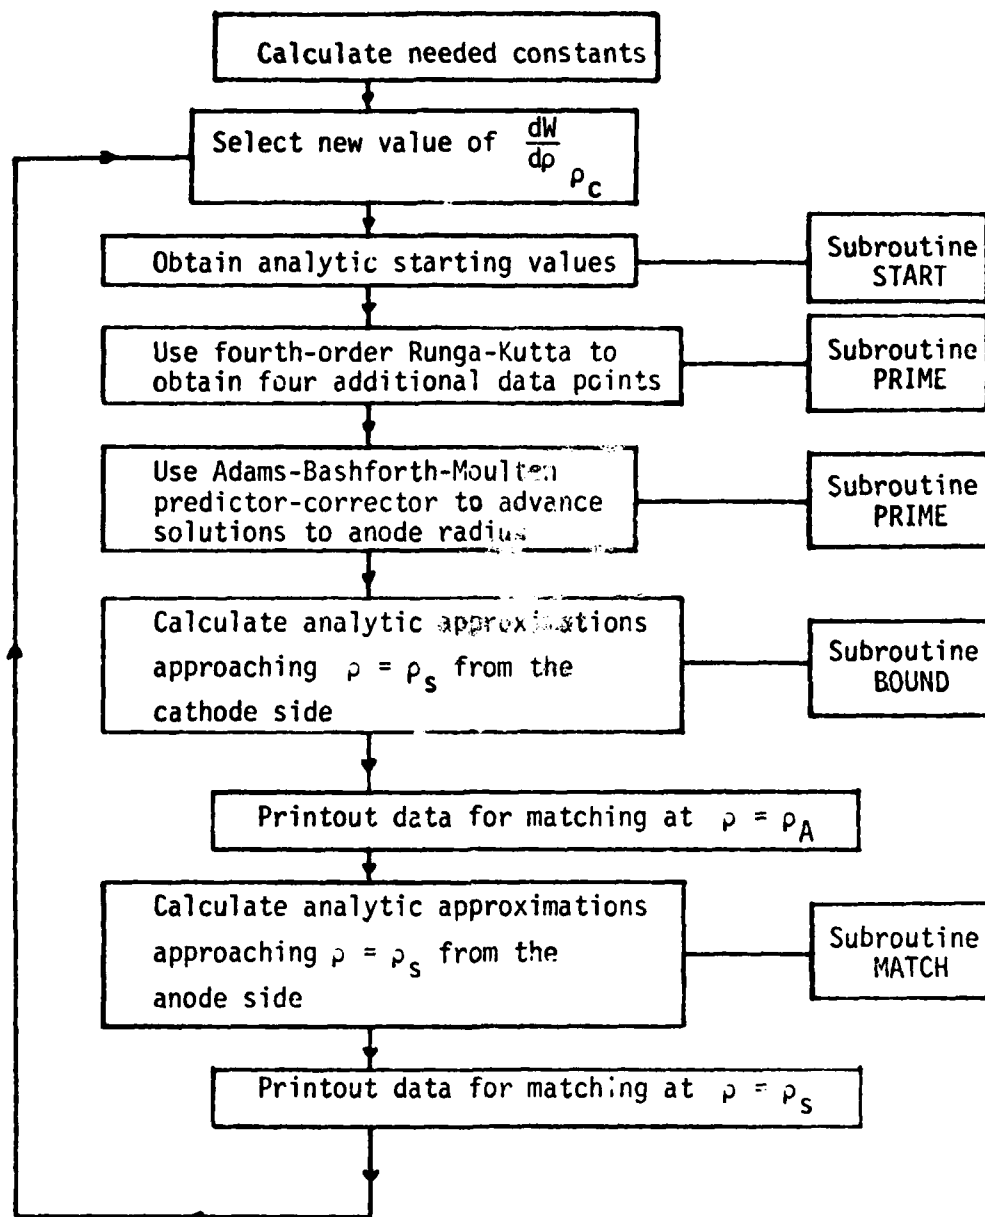 Calculate needed constants
Select new value of dW/dρ ρc
Obtain analytic starting values
Subroutine
START
Use fourth-order Runga-Kutta to
obtain four additional data points
Subroutine
PRIME
Use Adams-Bashforth-Moulten
predictor-corrector to advance
solutions to anode radius
Subroutine
PRIME
Calculate analytic approximations
approaching ρ = ρs from the
cathode side
Subroutine
BOUND
Printout data for matching at ρ = ρA
Calculate analytic approximations
approaching ρ = ρs from the
anode side
Subroutine
MATCH
Printout data for matching at ρ = ρs